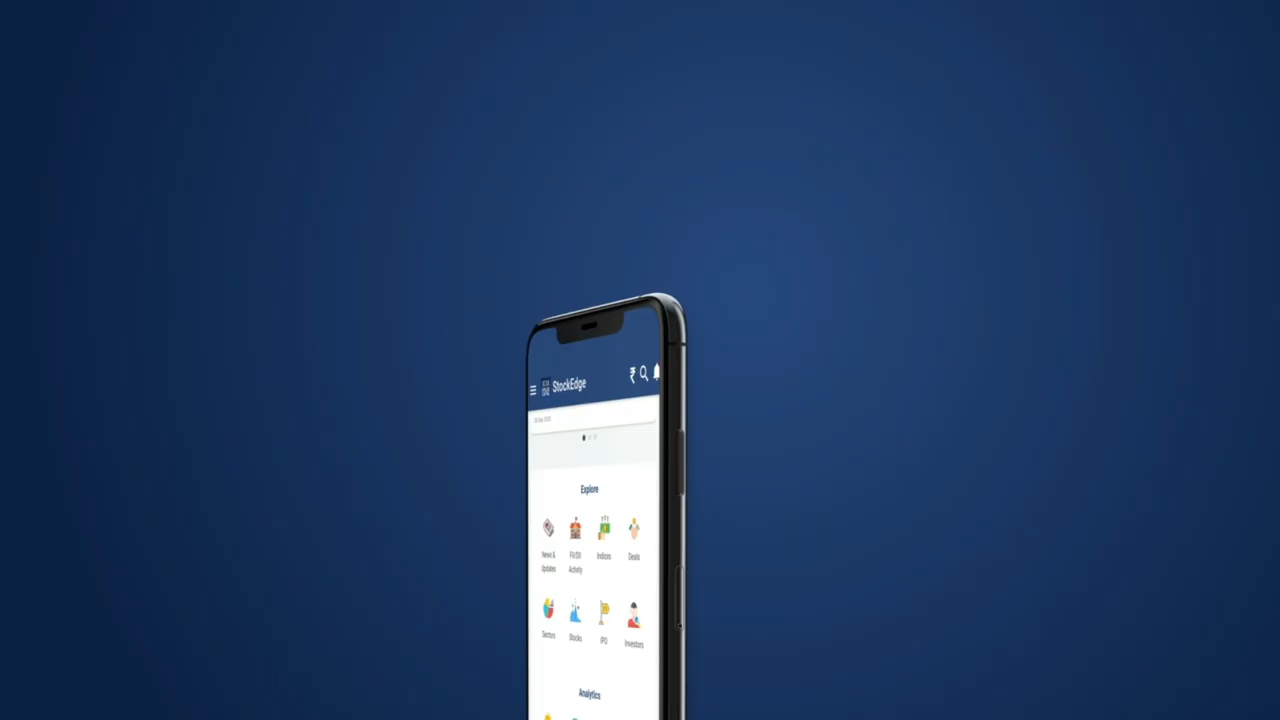 StockEdge
Explore
News & Updates
FII/DII Activity
Indices
Deals
Sectors
Stocks
IPO
Investors
Analytics